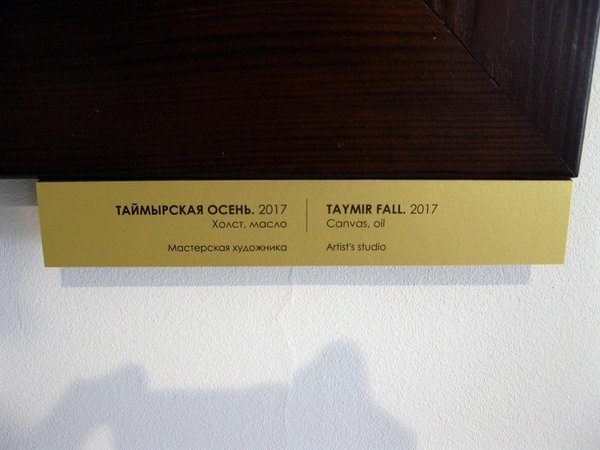 ТАЙМЫРСКАЯ ОСЕНЬ. 2017
Холст, масло
Мастерская художника
TAYMIR FALL. 2017
Canvas, oil
Artist's studio